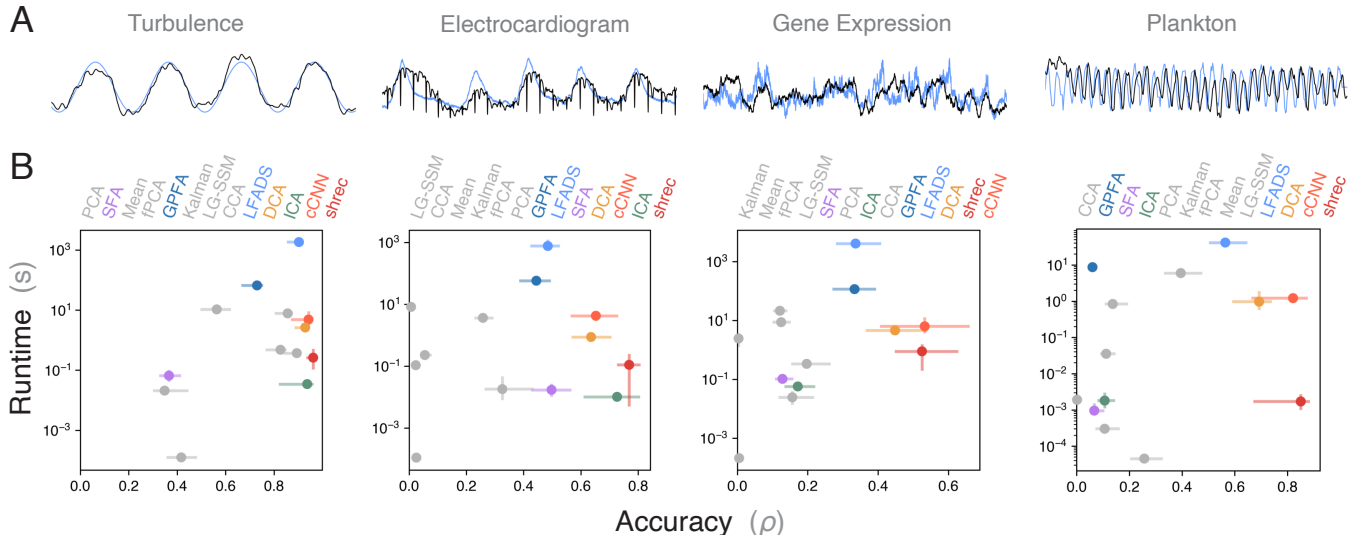 A
Turbulence
Electrocardiogram
Gene Expression
Plankton
B
PCA
SFA
Mean
fPCA
GPFA
Kalman
LG-SSM
CCA
LFADS
DCA
ICA
cCNN
shrec
LG-SSM
CCA
Mean
Kalman
fPCA
PCA
GPFA
LFADS
SFA
DCA
cCNN
ICA
shrec
Kalman
Mean
fPCA
LG-SSM
SFA
PCA
ICA
CCA
GPFA
LFADS
DCA
shrec
cCNN
CCA
GPFA
SFA
ICA
PCA
Kalman
fPCA
Mean
LG-SSM
LFADS
DCA
cCNN
shrec
Runtime (s)
10³
10¹
10⁻¹
10⁻³
0.0 0.2 0.4 0.6 0.8
10³
10¹
10⁻¹
10⁻³
0.0 0.2 0.4 0.6 0.8
10³
10¹
10⁻¹
10⁻³
0.0 0.2 0.4 0.6
10¹
10⁰
10⁻¹
10⁻²
10⁻³
10⁻⁴
0.0 0.2 0.4 0.6 0.8
Accuracy (ρ)